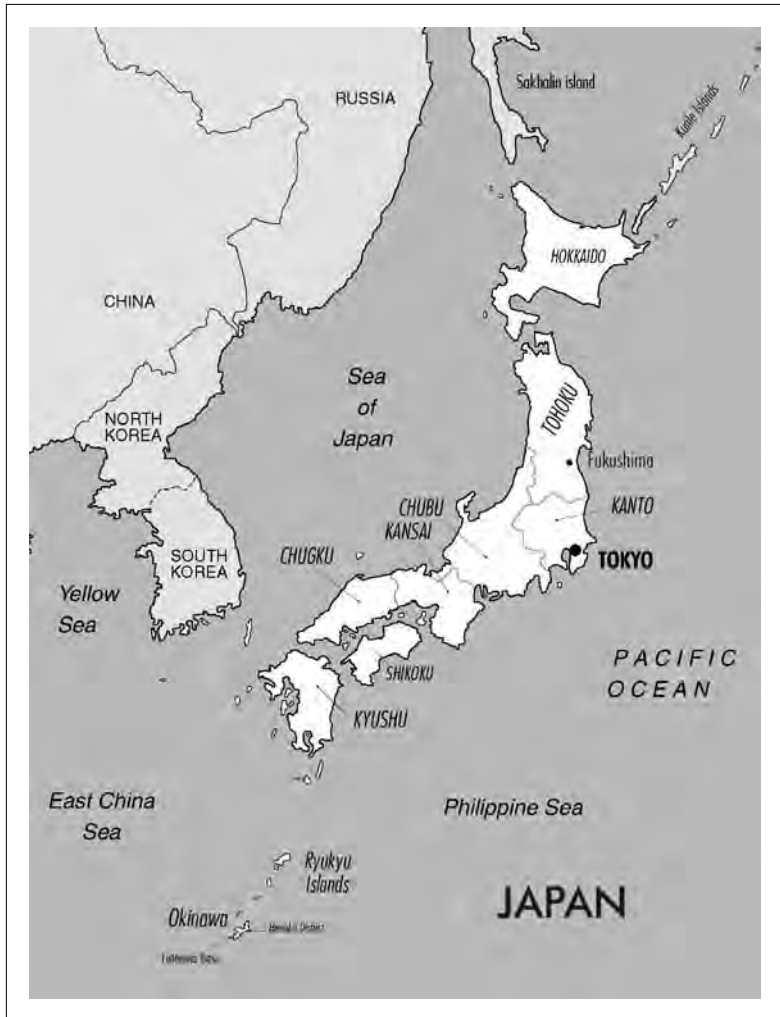 Sakhalin island
RUSSIA
Kurile Islands
HOKKAIDO
CHINA
Sea
of
Japan
TOHOKU
NORTH
KOREA
Fukushima
CHUBU
KANSAI
KANTO
CHUGKU
TOKYO
SOUTH
KOREA
Yellow
Sea
SHIKOKU
PACIFIC
OCEAN
KYUSHU
East China
Sea
Philippine Sea
Ryukyu
Islands
JAPAN
Okinawa
District